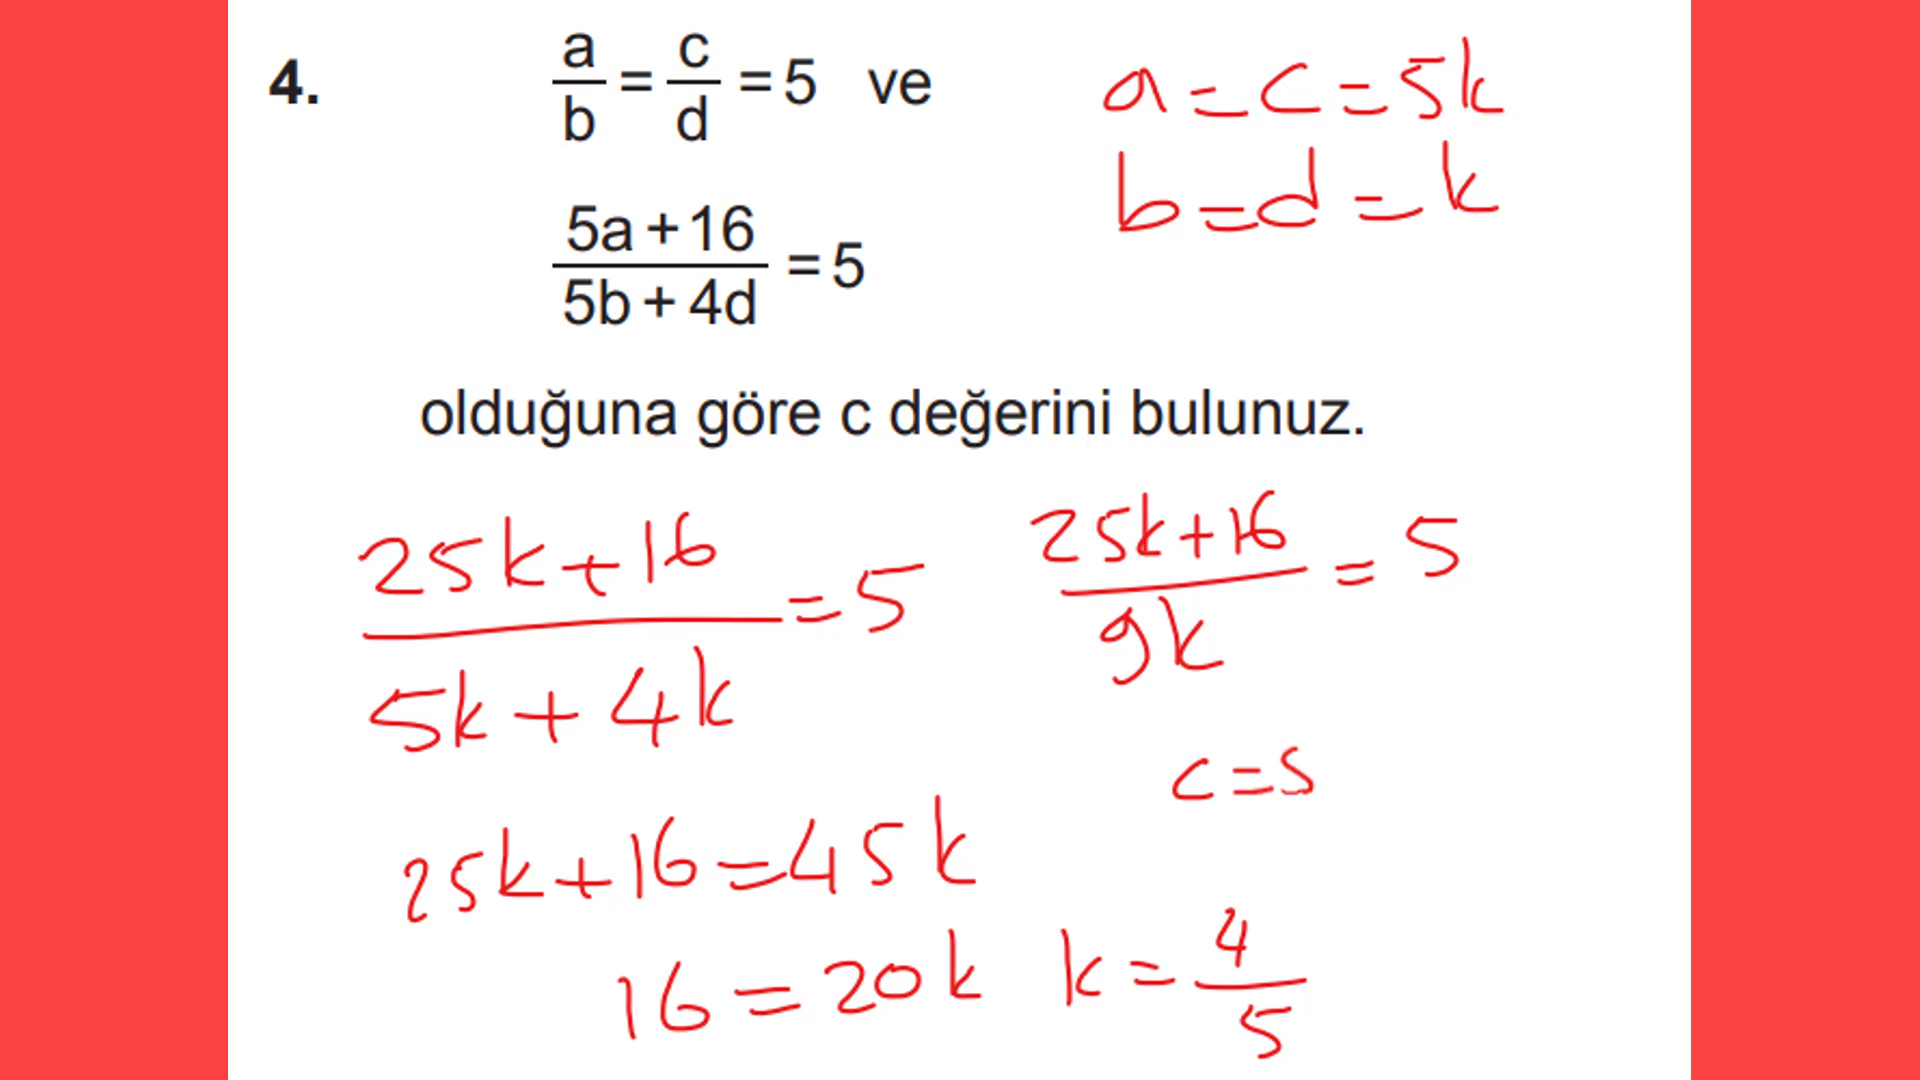 4. a/b = c/d = 5 ve
a = c = 5k
b = d = k
5a + 16 / 5b + 4d = 5
olduğuna göre c değerini bulunuz.
25k + 16 / 5k + 4k = 5
25k + 16 / 9k = 5
c = 5
25k + 16 = 45k
16 = 20k k = 4/5